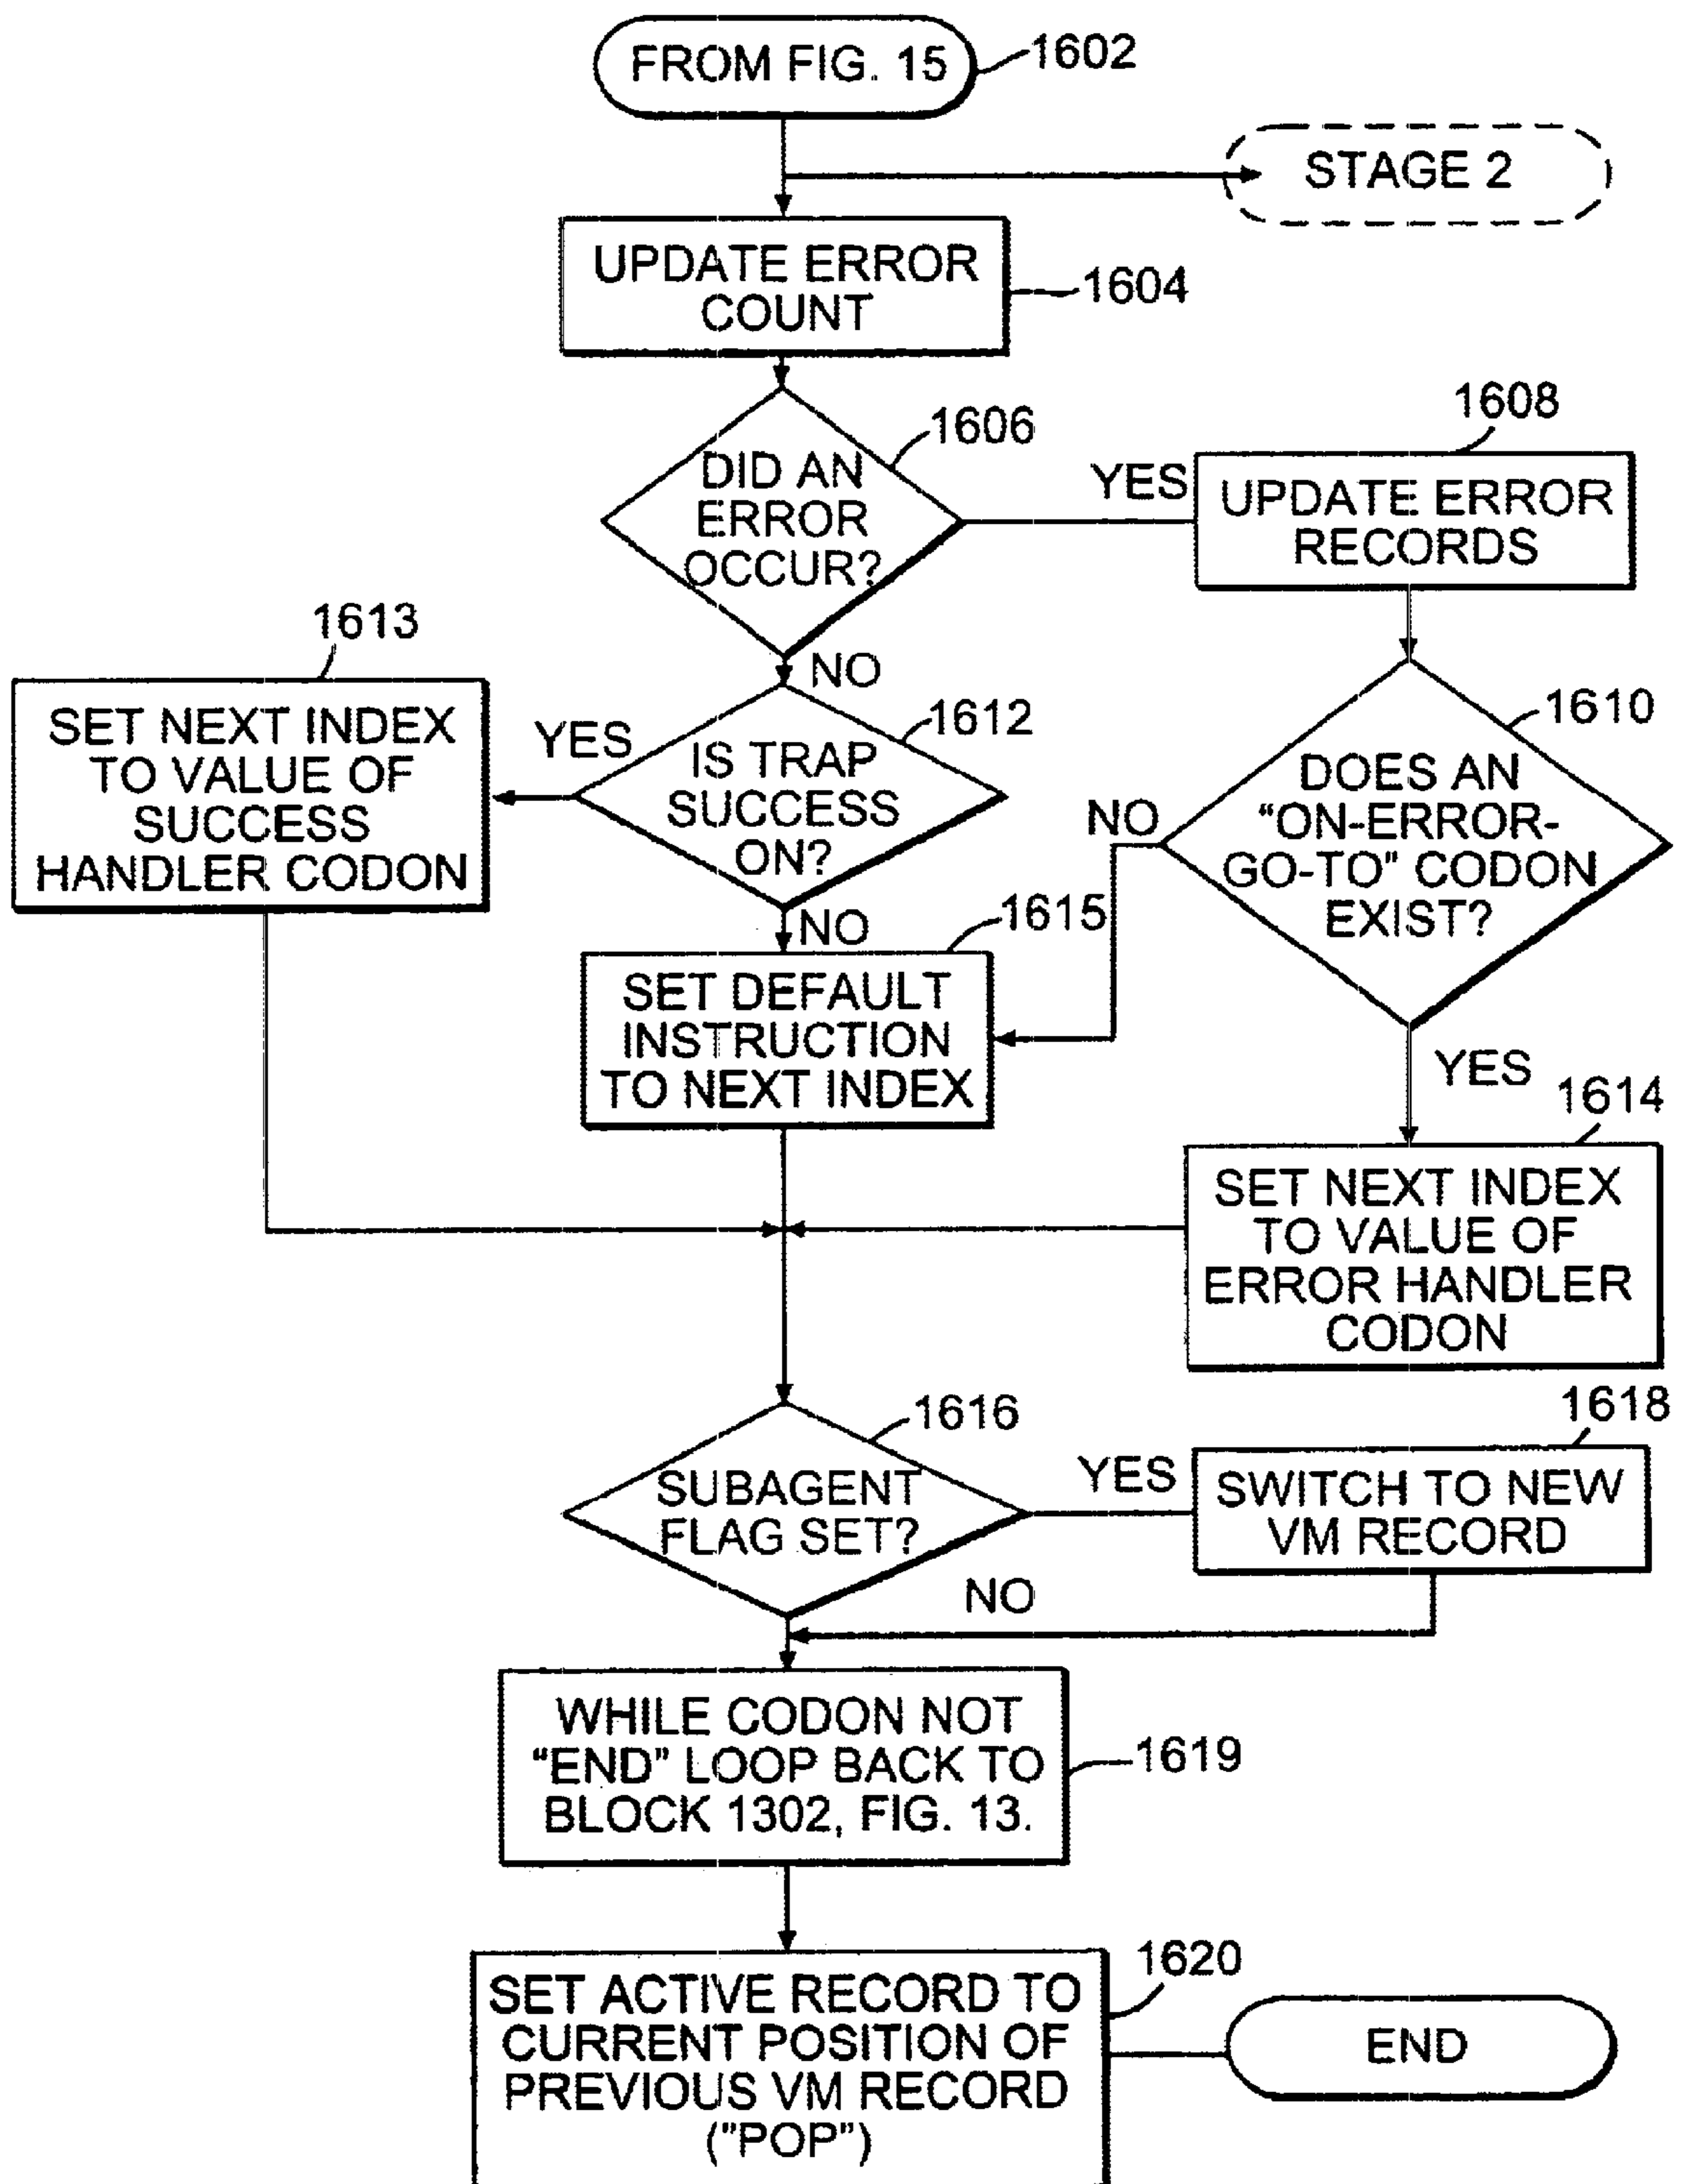 FROM FIG. 15
1602
STAGE 2
UPDATE ERROR
COUNT
1604
1606
DID AN
ERROR
OCCUR?
YES
1608
UPDATE ERROR
RECORDS
NO
1613
SET NEXT INDEX
TO VALUE OF
SUCCESS
HANDLER CODON
YES
1612
IS TRAP
SUCCESS
ON?
NO
1610
DOES AN
“ON-ERROR-
GO-TO” CODON
EXIST?
NO
1615
SET DEFAULT
INSTRUCTION
TO NEXT INDEX
YES
1614
SET NEXT INDEX
TO VALUE OF
ERROR HANDLER
CODON
1616
SUBAGENT
FLAG SET?
YES
1618
SWITCH TO NEW
VM RECORD
NO
WHILE CODON NOT
“END” LOOP BACK TO
BLOCK 1302, FIG. 13.
1619
1620
SET ACTIVE RECORD TO
CURRENT POSITION OF
PREVIOUS VM RECORD
("POP")
END